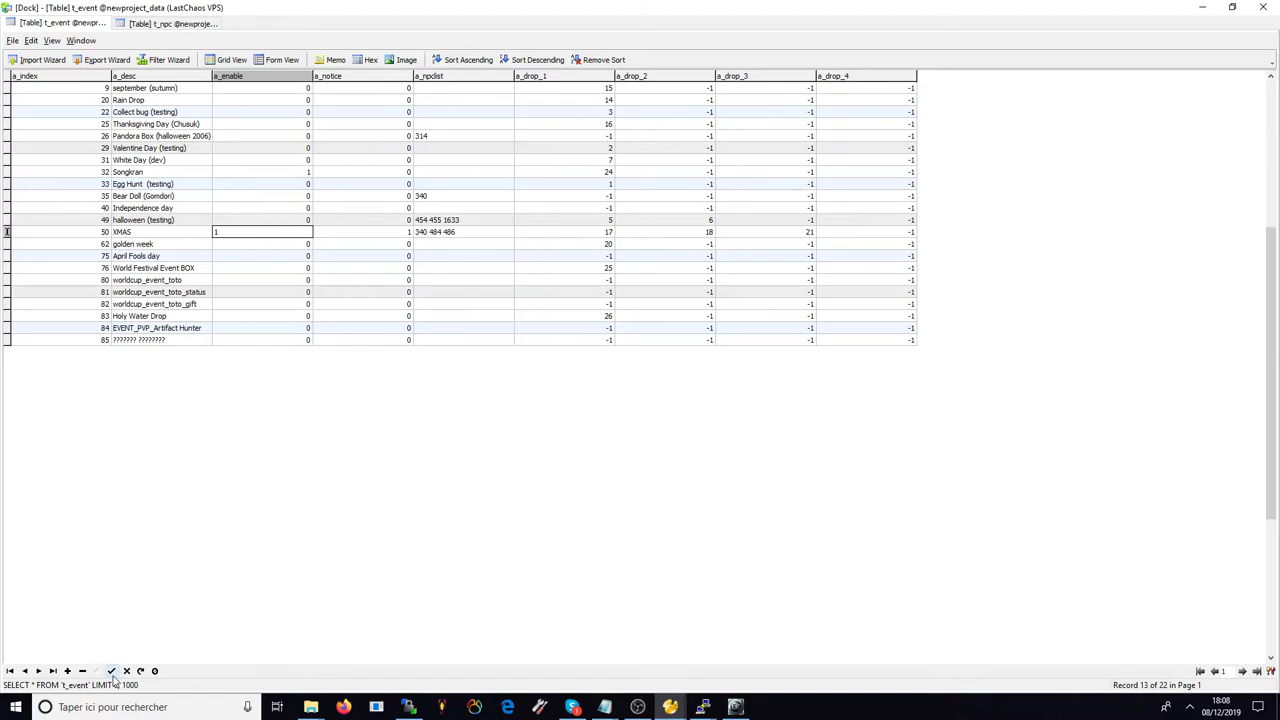 [Dock] - [Table] t_event @newproject_data (LastChaos VPS)
[Table] t_event @newpro... [Table] t_npc @newproje...
File Edit View Window
Import Wizard Export Wizard Filter Wizard Grid View Form View Memo Hex Image Sort Ascending Sort Descending Remove Sort
a_index a_desc a_enable a_notice a_npdist a_drop_1 a_drop_2 a_drop_3 a_drop_4
9 september (sutumn) 0 0 15 -1 -1 -1
20 Rain Drop 0 0 14 -1 -1 -1
22 Collect bug (testing) 0 0 3 -1 -1 -1
25 Thanksgiving Day (Chusuk) 0 0 16 -1 -1 -1
26 Pandora Box (halloween 2006) 0 0 314 -1 -1 -1 -1
29 Valentine Day (testing) 0 0 2 -1 -1 -1
31 White Day (dev) 0 0 7 -1 -1 -1
32 Songkran 1 0 24 -1 -1 -1
33 Egg Hunt (testing) 0 0 1 -1 -1 -1
35 Bear Doll (Gomdori) 0 0 340 -1 -1 -1 -1
40 Independence day 0 0 -1 -1 -1 -1
49 halloween (testing) 0 0 454 455 1633 5 6 -1 -1
50 XMAS 1 1 340 484 486 17 18 21 -1
62 golden week 0 0 20 -1 -1 -1
75 April Fools day 0 0 -1 -1 -1 -1
76 World Festival Event BOX 0 0 25 -1 -1 -1
80 worldcup_event_toto 0 0 -1 -1 -1 -1
81 worldcup_event_toto_status 0 0 -1 -1 -1 -1
82 worldcup_event_toto_gift 0 0 -1 -1 -1 -1
83 Holy Water Drop 0 0 26 -1 -1 -1
84 EVENT_PVP_Artifact Hunter 0 0 -1 -1 -1 -1
85 ??????? ???????? 0 0 -1 -1 -1 -1
1
SELECT * FROM `t_event` LIMIT 1000 Record 13 of 22 in Page 1
Taper ici pour rechercher
18:08
08/12/2019